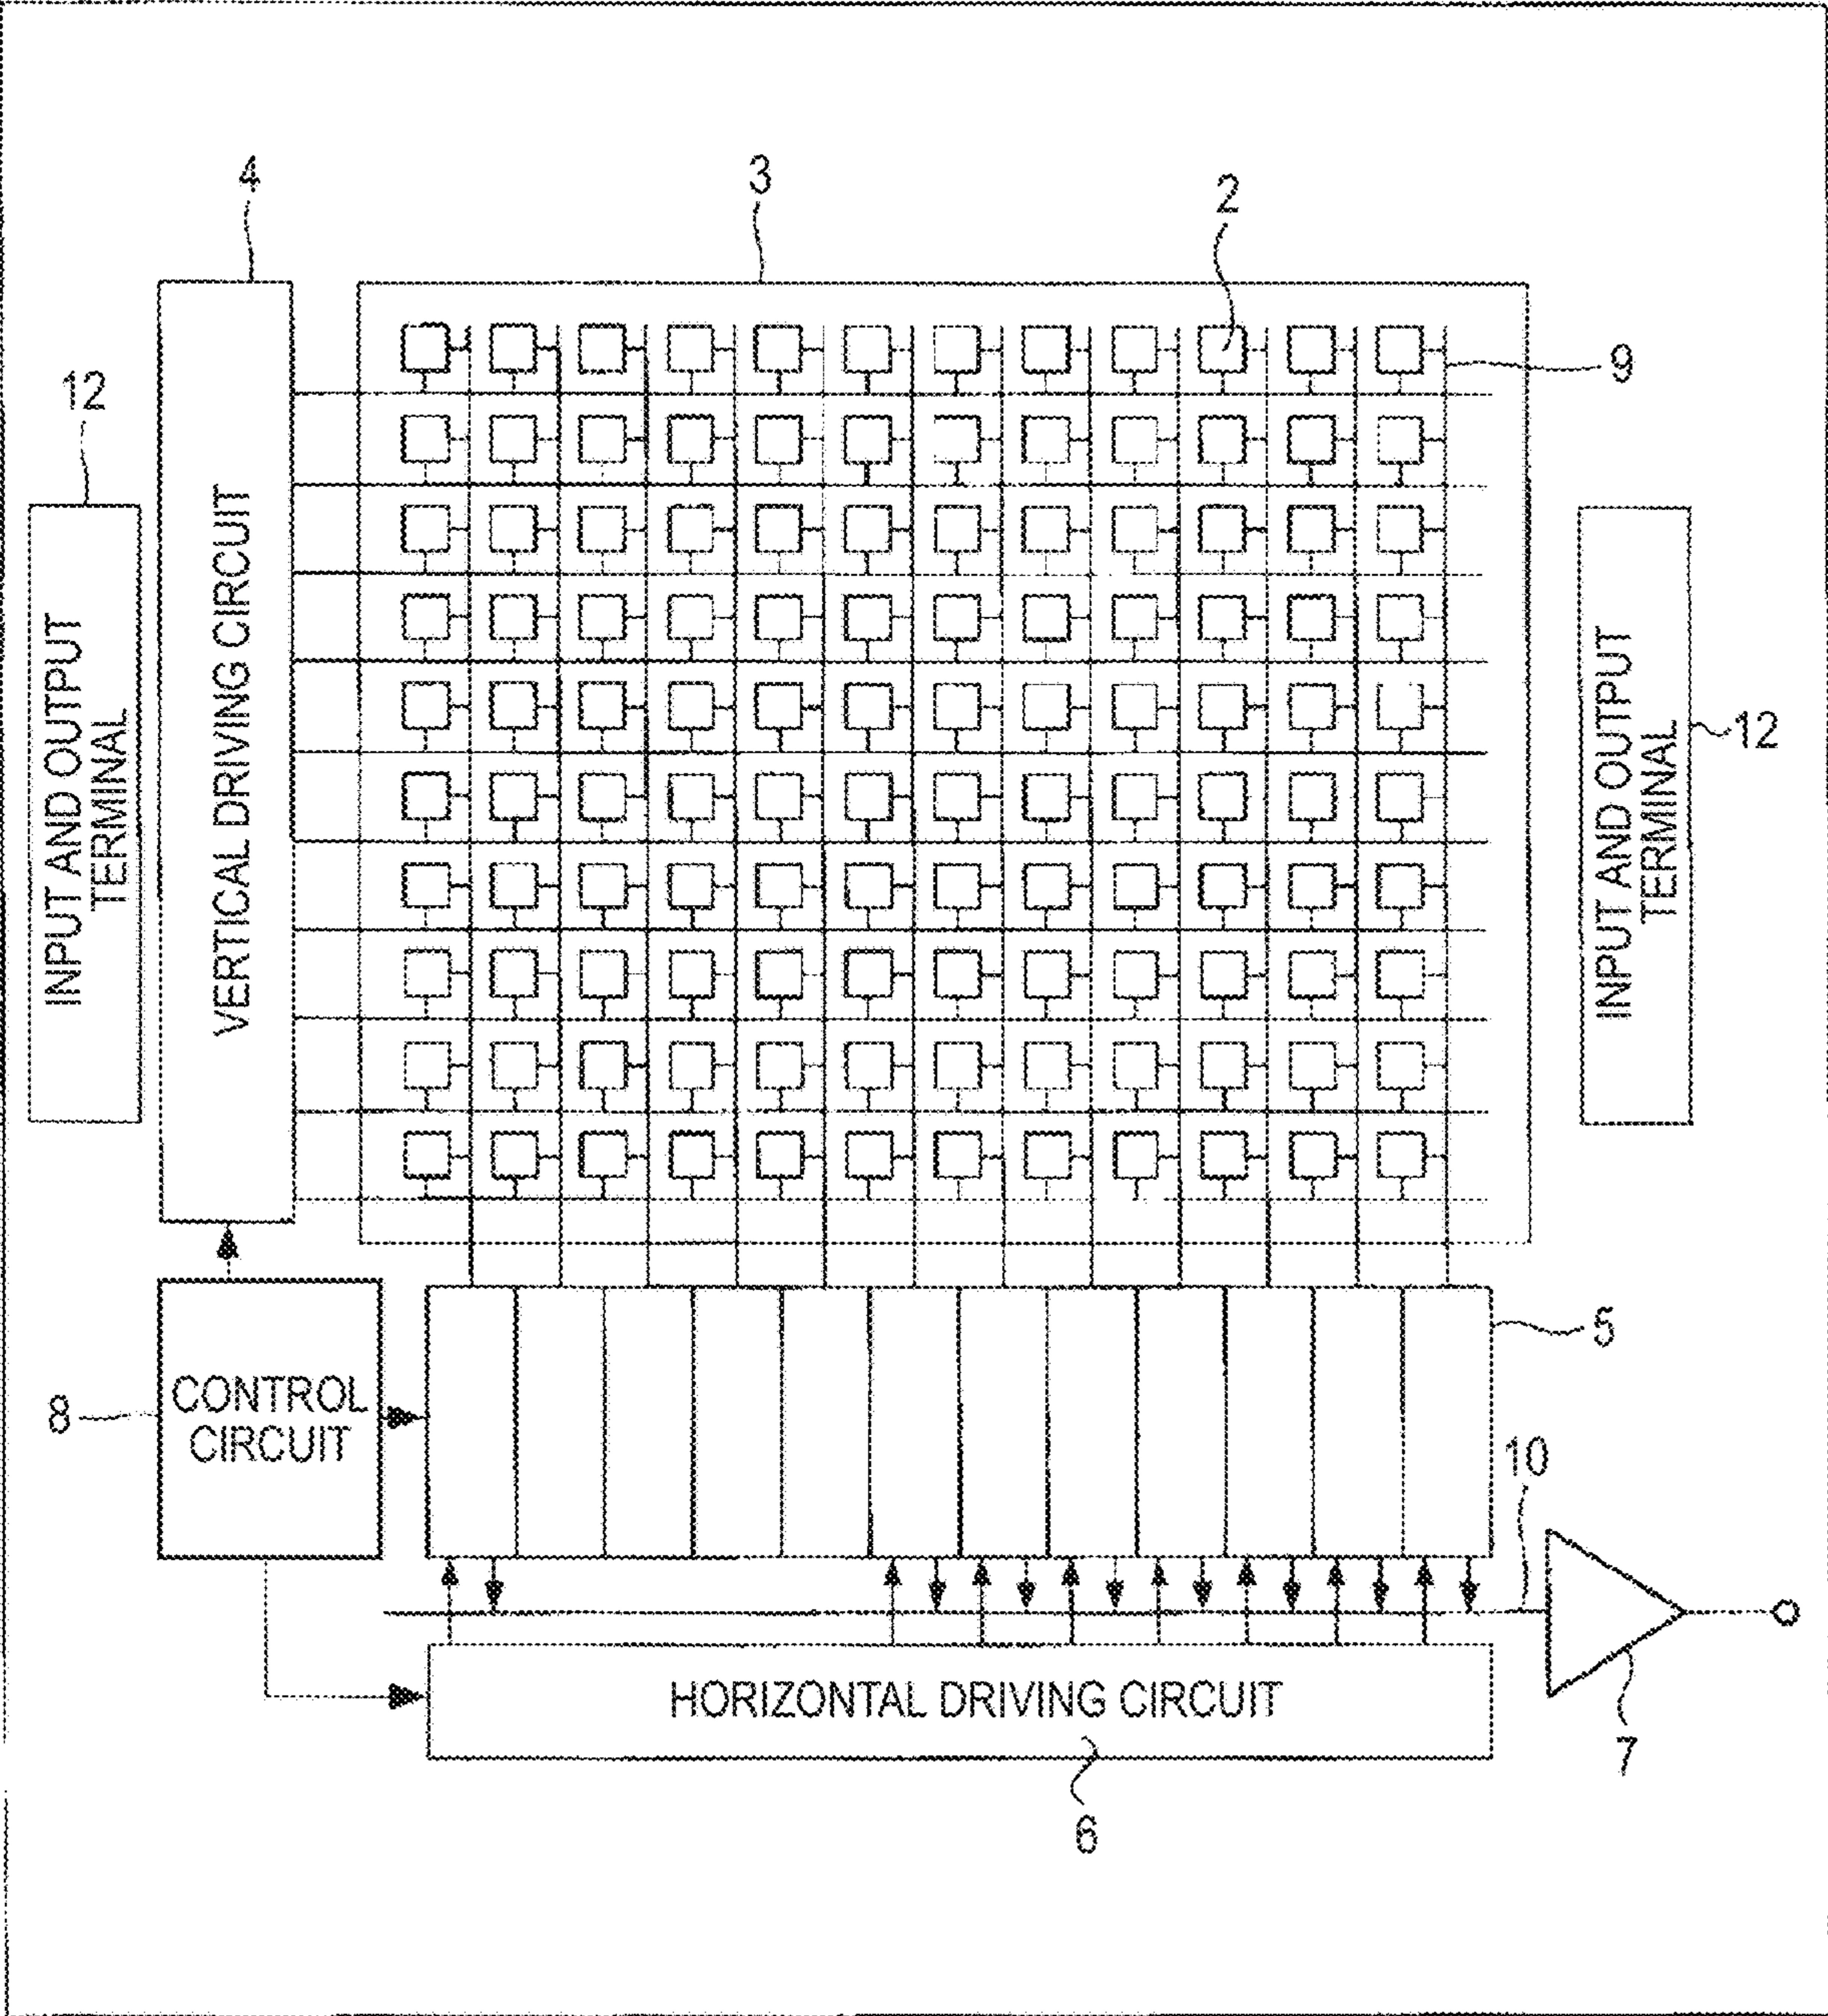 4
3
2
9
12
INPUT AND OUTPUT
TERMINAL
VERTICAL DRIVING CIRCUIT
INPUT AND OUTPUT
TERMINAL
12
5
8
CONTROL
CIRCUIT
10
HORIZONTAL DRIVING CIRCUIT
7
6